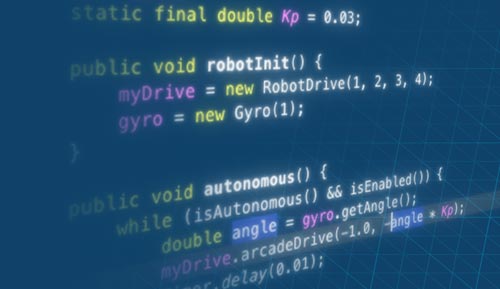 static final double Kp = 0.03;
public void robotInit() {
myDrive = new RobotDrive(1, 2, 3, 4);
gyro = new Gyro(1);
}
public void autonomous() {
while (isAutonomous() && isEnabled()) {
double angle = gyro.getAngle();
myDrive.arcadeDrive(-1.0, -angle * Kp);
.delay(0.01);